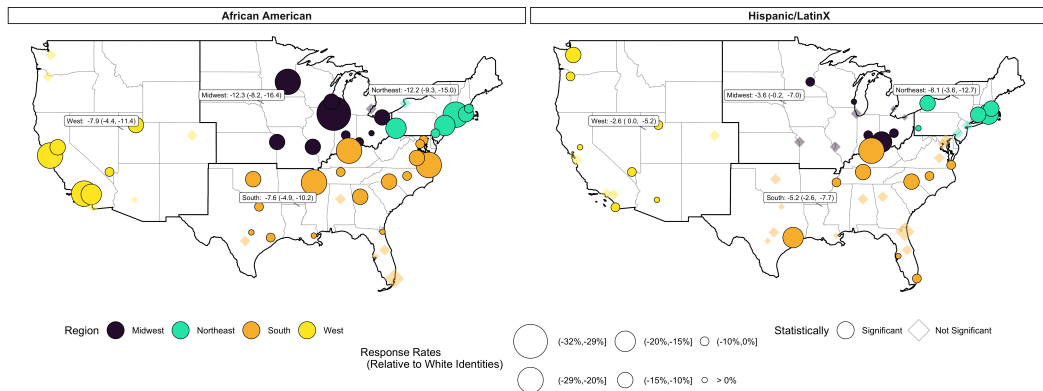 African American
Hispanic/LatinX
Midwest: -12.3 (-8.2, -16.4)
Northeast: -12.2 (-9.3, -15.0)
West: -7.9 (-4.4, -11.4)
South: -7.6 (-4.9, -10.2)
Midwest: -3.6 (-0.2, -7.0)
Northeast: -8.1 (-3.6, -12.7)
West: -2.6 ( 0.0, -5.2)
South: -5.2 (-2.6, -7.7)
Region Midwest Northeast South West
Response Rates
(Relative to White Identities)
(-32%,-29%] (-20%,-15%] (-10%,0%]
(-29%,-20%] (-15%,-10%] > 0%
Statistically Significant Not Significant